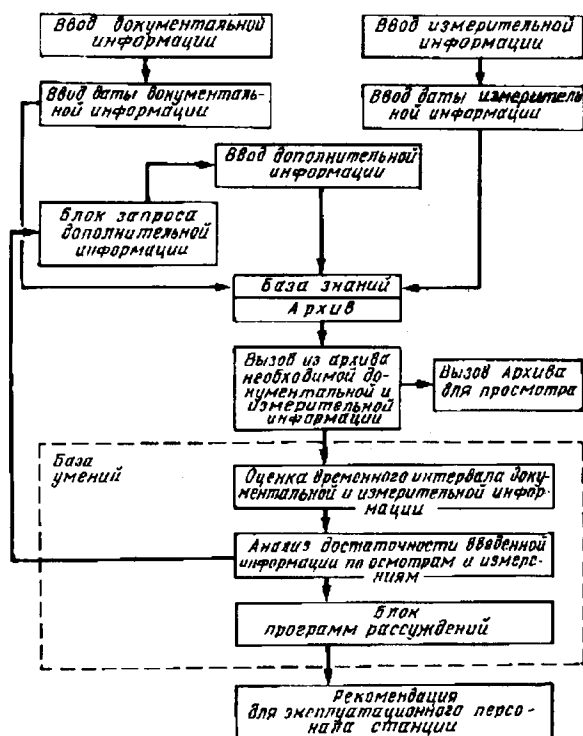 Ввод документальной
информации
Ввод измерительной
информации
Ввод даты документаль-
ной информации
Ввод даты измеритель
ной информации
Ввод дополнительной
информации
Блок запроса
дополнительной
информации
База знаний
Архив
Вызов из архива
необходимой до-
кументальной и
измерительной
информации
Вызов Архива
для просмотра
База
умений
Оценка временного интервала доку-
ментальной и измерительной инфор-
мации
Анализ достаточности введенной
информации по осмотрам и измере-
ниям
Блок
программ рассуждений
Рекомендация
для эксплуатационного персо-
нала станции